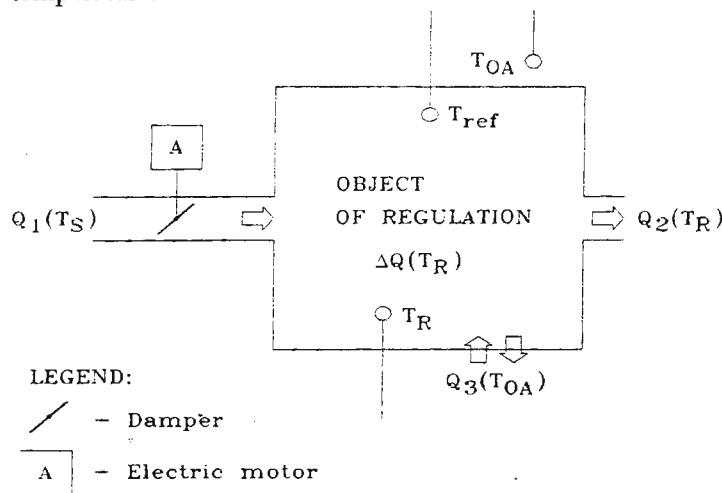 T_OA
T_ref
A
OBJECT
OF REGULATION
Q_1(T_S)
Q_2(T_R)
ΔQ(T_R)
T_R
Q_3(T_OA)
LEGEND:
- Damper
A - Electric motor